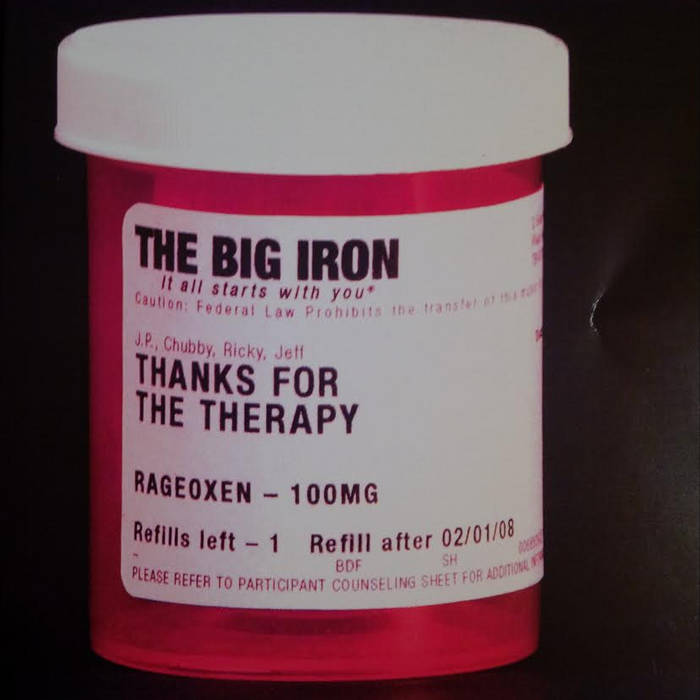 THE BIG IRON
It all starts with you*
Caution: Federal Law Prohibits the transfer of this
J.P., Chubby, Ricky, Jeff
THANKS FOR
THE THERAPY
RAGEOXEN – 100MG
Refills left – 1 Refill after 02/01/08
BDF SH
PLEASE REFER TO PARTICIPANT COUNSELING SHEET FOR ADDITIONAL